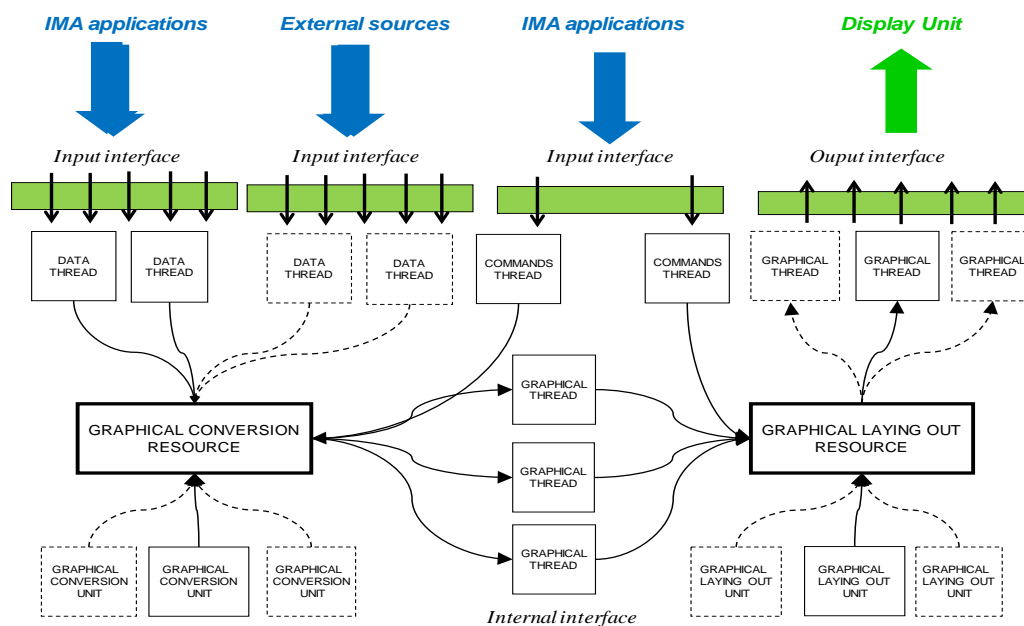 IMA applications
External sources
IMA applications
Display Unit
Input interface
Input interface
Input interface
Ouput interface
DATA
THREAD
DATA
THREAD
DATA
THREAD
DATA
THREAD
COMMANDS
THREAD
COMMANDS
THREAD
GRAPHICAL
THREAD
GRAPHICAL
THREAD
GRAPHICAL
THREAD
GRAPHICAL
THREAD
GRAPHICAL CONVERSION
RESOURCE
GRAPHICAL LAYING OUT
RESOURCE
GRAPHICAL
THREAD
GRAPHICAL
THREAD
GRAPHICAL
CONVERSION
UNIT
GRAPHICAL
CONVERSION
UNIT
GRAPHICAL
CONVERSION
UNIT
GRAPHICAL
LAYING OUT
UNIT
GRAPHICAL
LAYING OUT
UNIT
GRAPHICAL
LAYING OUT
UNIT
Internal interface